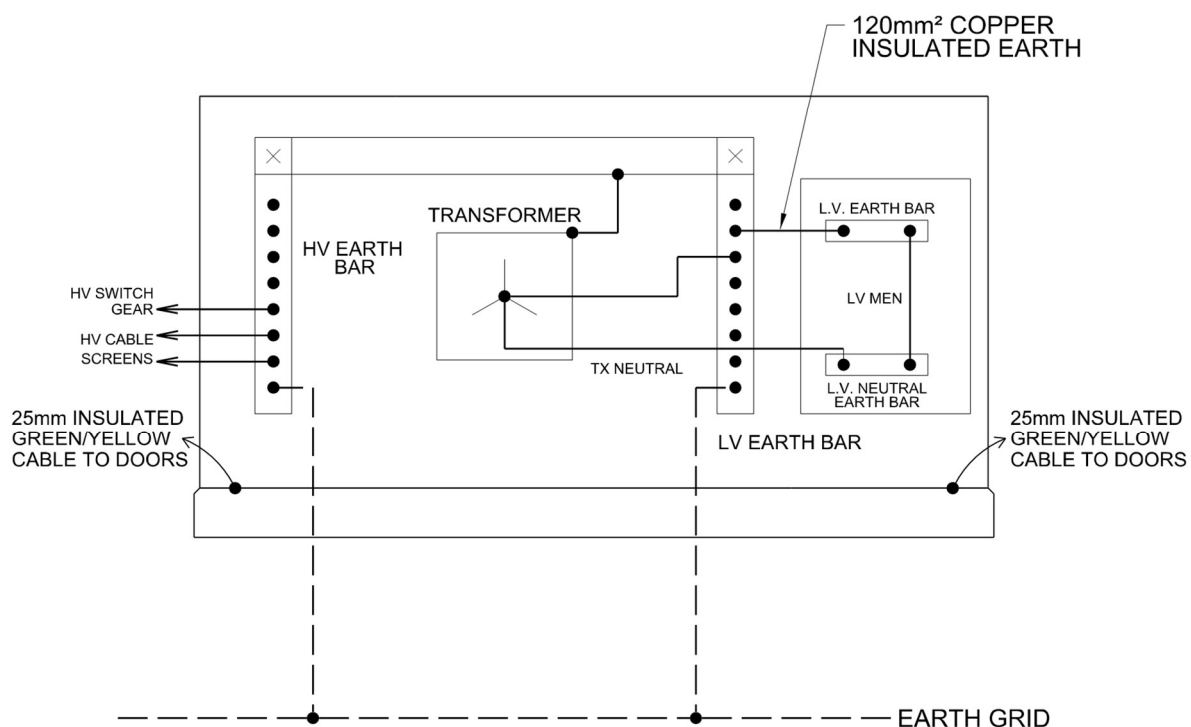 120mm² COPPER
INSULATED EARTH
L.V. EARTH BAR
TRANSFORMER
HV EARTH
BAR
HV SWITCH
GEAR
LV MEN
HV CABLE
SCREENS
TX NEUTRAL
L.V. NEUTRAL
EARTH BAR
25mm INSULATED
GREEN/YELLOW
CABLE TO DOORS
LV EARTH BAR
25mm INSULATED
GREEN/YELLOW
CABLE TO DOORS
EARTH GRID